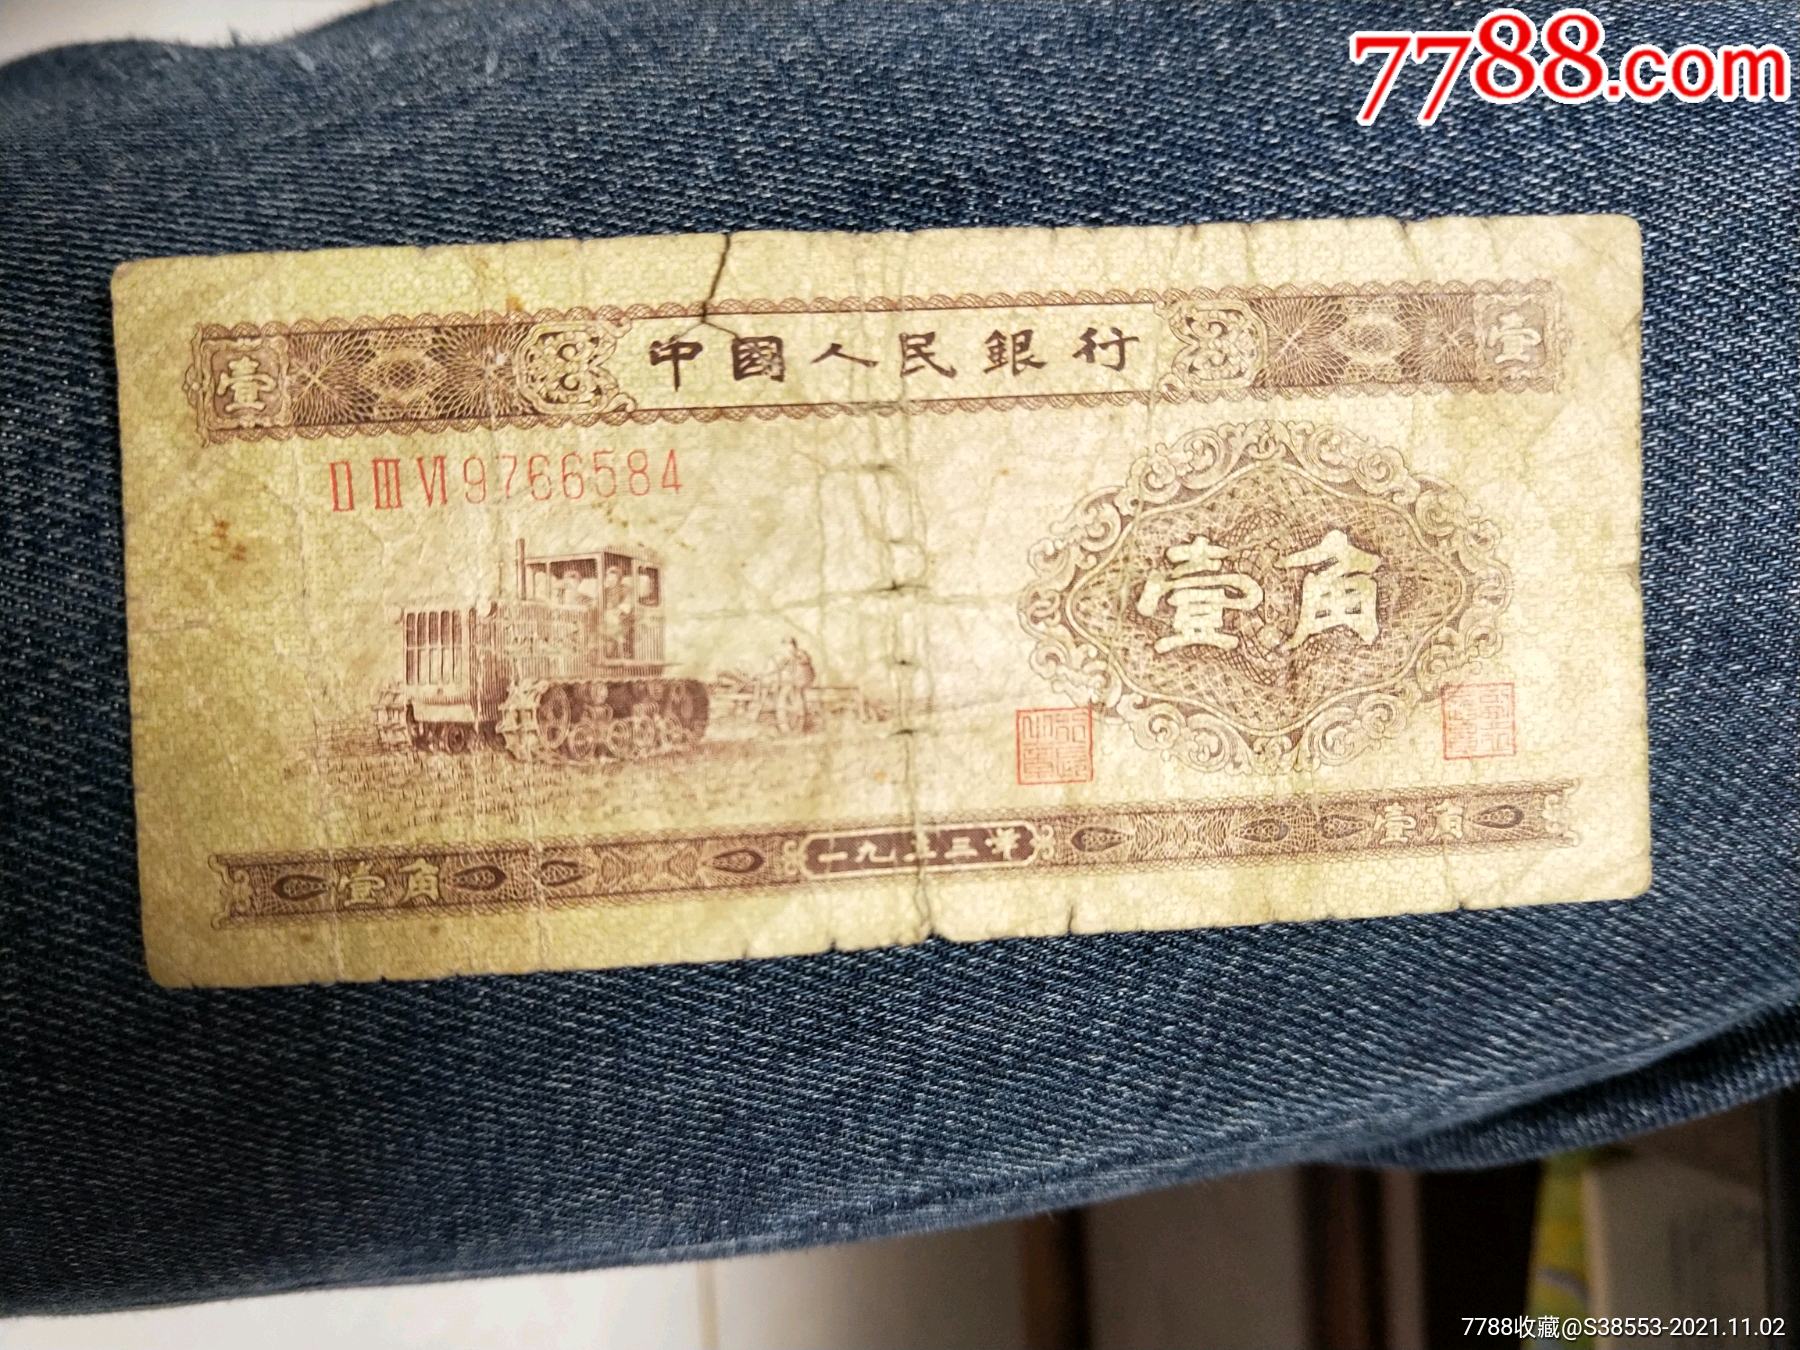 7788.com
壹 中國人民銀行 壹
ⅡⅢⅥ9766584
壹角
壹角 一九五三年 壹角
7788收藏@S38553-2021.11.02